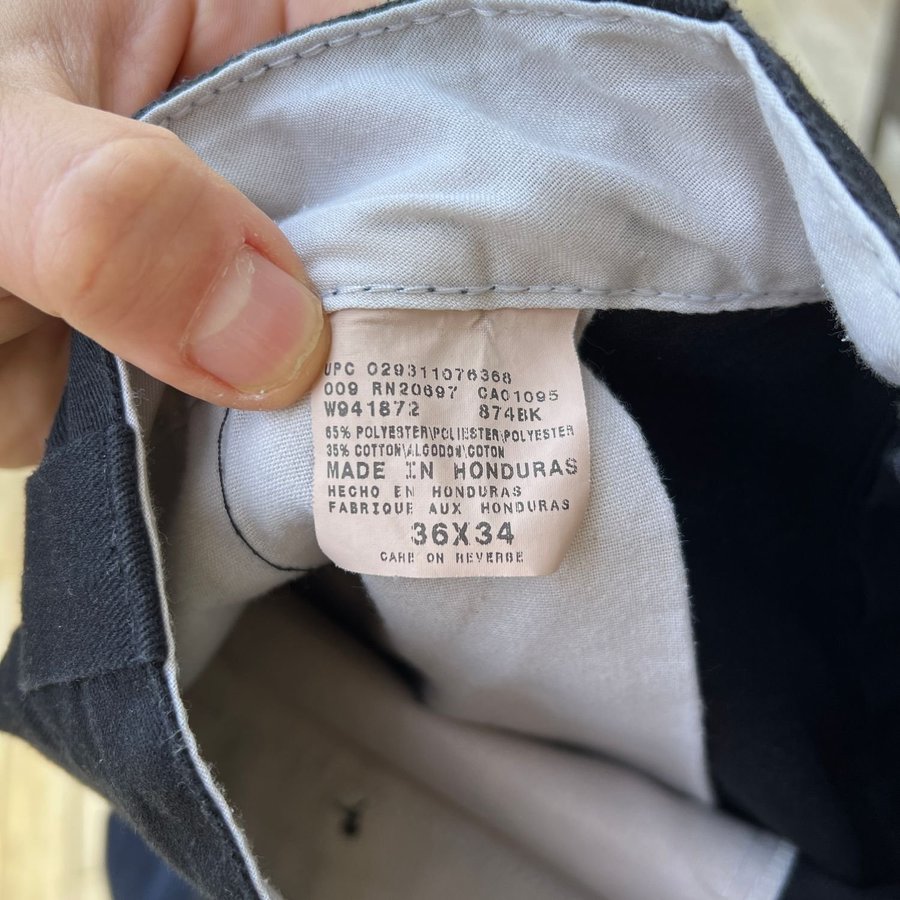 UPC 029311076368
009 RN20697 CA01095
W941872 874BK
65% POLYESTER\POLIESTER\POLYESTER
35% COTTON\ALGODON\COTON
MADE IN HONDURAS
HECHO EN HONDURAS
FABRIQUE AUX HONDURAS
36X34
CARE ON REVERSE